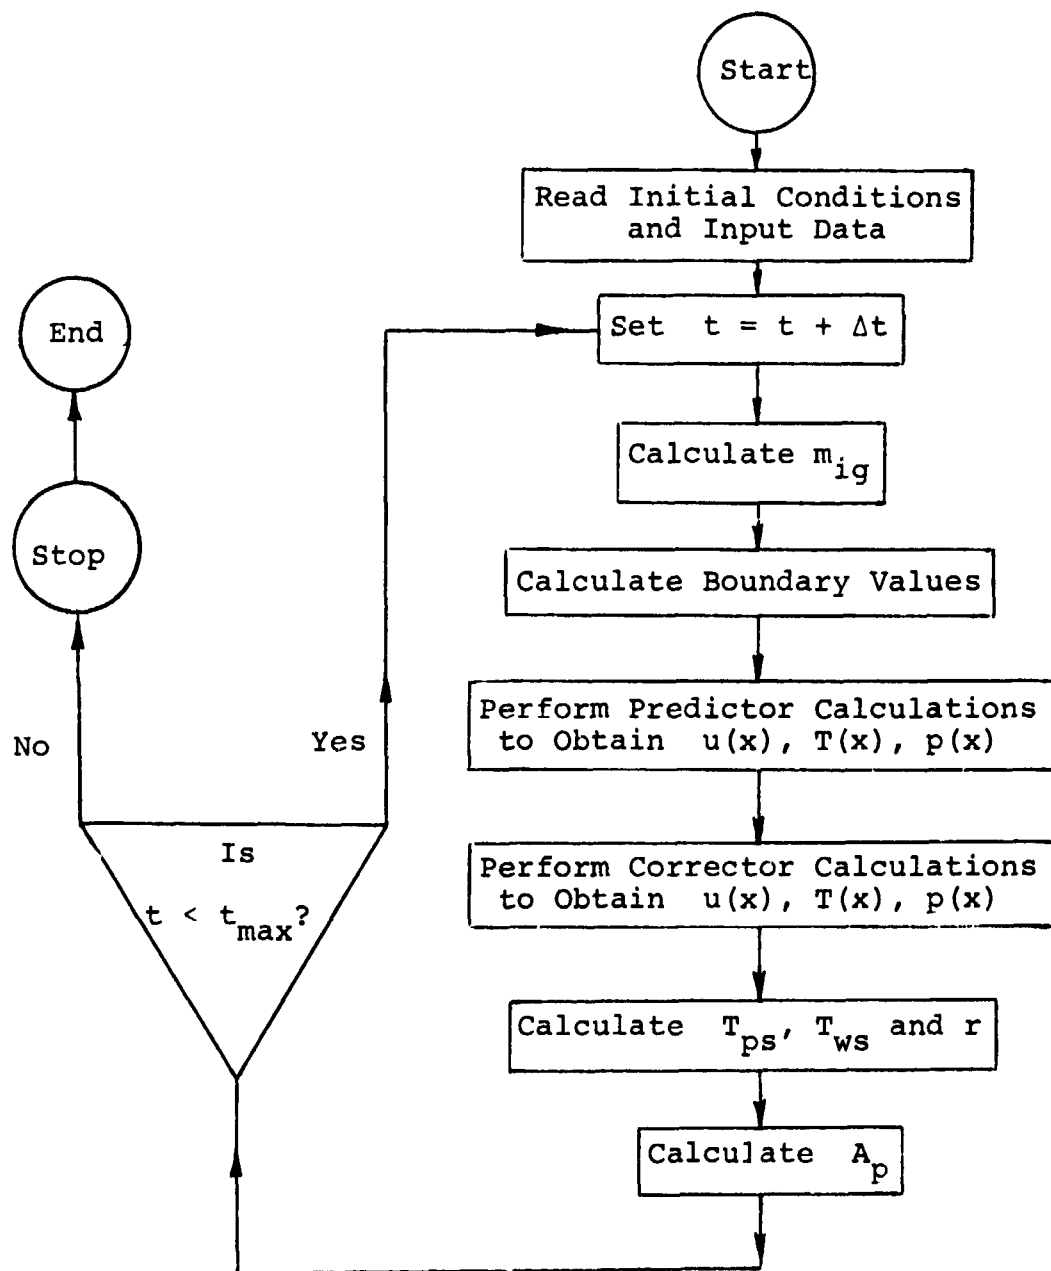 Start
Read Initial Conditions
and Input Data
Set t = t + Δt
Calculate m_ig
Calculate Boundary Values
Perform Predictor Calculations
to Obtain u(x), T(x), p(x)
Perform Corrector Calculations
to Obtain u(x), T(x), p(x)
Calculate T_ps, T_ws and r
Calculate A_p
Is
t < t_max?
Yes
No
Stop
End